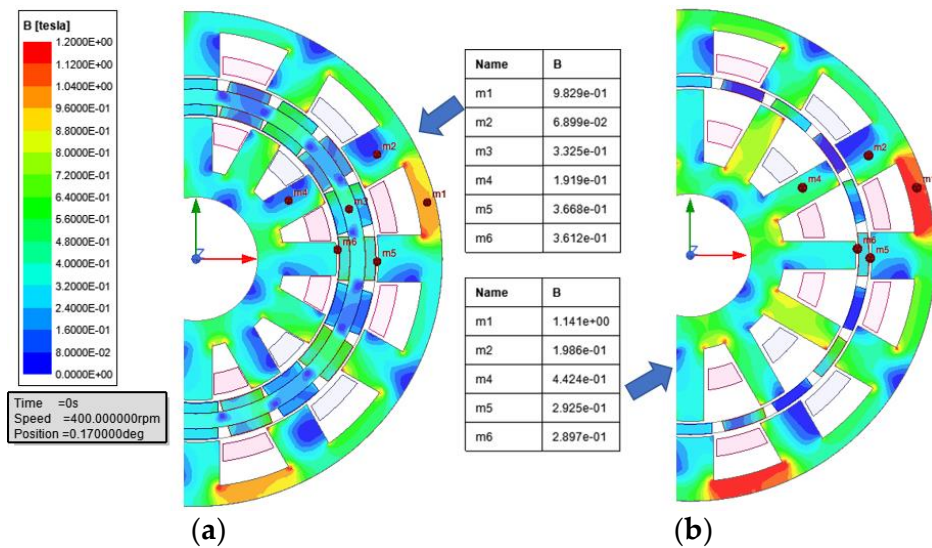 B [tesla]
1.2000E+00
1.1200E+00
1.0400E+00
9.6000E-01
8.8000E-01
8.0000E-01
7.2000E-01
6.4000E-01
5.6000E-01
4.8000E-01
4.0000E-01
3.2000E-01
2.4000E-01
1.6000E-01
8.0000E-02
0.0000E+00
Time =0s
Speed =400.000000rpm
Position =0.170000deg
m2
m1
m4
m3
m6
m5
Z
(a)
Name B
m1 9.829e-01
m2 6.899e-02
m3 3.325e-01
m4 1.919e-01
m5 3.668e-01
m6 3.612e-01
Name B
m1 1.141e+00
m2 1.986e-01
m4 4.424e-01
m5 2.925e-01
m6 2.897e-01
m2
m4
m6
m5
Z
(b)